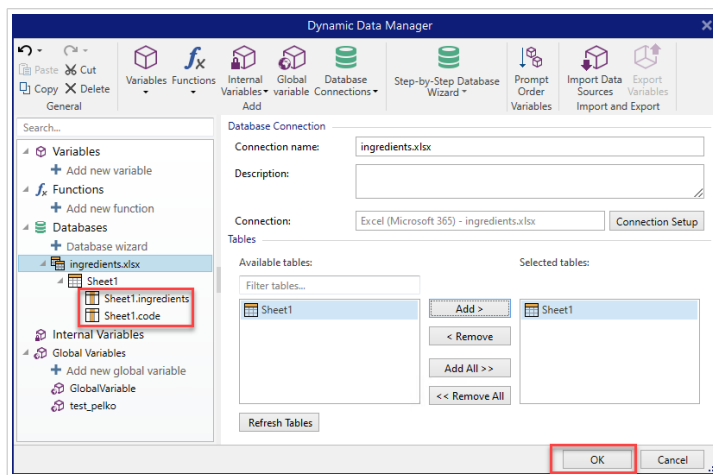 Dynamic Data Manager
Paste Cut
Copy Delete
General
Variables Functions
Internal Variables Global variable Database Connections
Add
Step-by-Step Database Wizard
Prompt Order
Variables
Import Data Sources Export Variables
Import and Export
Search...
Variables
Add new variable
Functions
Add new function
Databases
Database wizard
ingredients.xlsx
Sheet1
Sheet1.ingredients
Sheet1.code
Internal Variables
Global Variables
Add new global variable
GlobalVariable
test_pelko
Database Connection
Connection name: ingredients.xlsx
Description:
Connection: Excel (Microsoft 365) - ingredients.xlsx Connection Setup
Tables
Available tables: Selected tables:
Filter tables...
Sheet1 Add > Sheet1
< Remove
Add All >>
<< Remove All
Refresh Tables
OK Cancel